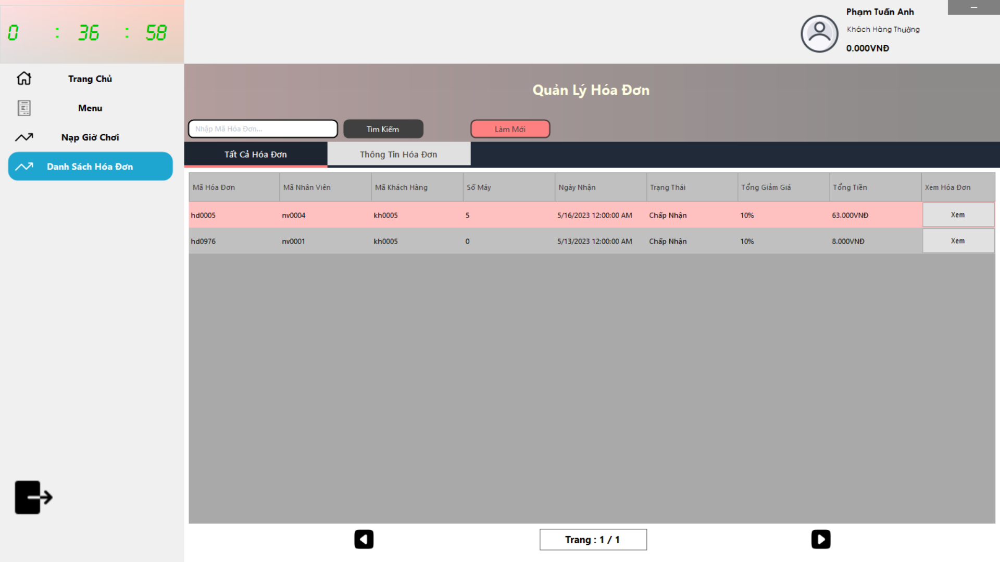 0 : 36 : 58
Phạm Tuấn Anh
Khách Hàng Thường
0.000VNĐ
Trang Chủ
Menu
Nạp Giờ Chơi
Danh Sách Hóa Đơn
Quản Lý Hóa Đơn
Nhập Mã Hóa Đơn...
Tìm Kiếm
Làm Mới
Tất Cả Hóa Đơn
Thông Tin Hóa Đơn
Mã Hóa Đơn Mã Nhân Viên Mã Khách Hàng Số Máy Ngày Nhận Trạng Thái Tổng Giảm Giá Tổng Tiền Xem Hóa Đơn
hd0005 nv0004 kh0005 5 5/16/2023 12:00:00 AM Chấp Nhận 10% 63.000VNĐ Xem
hd0976 nv0001 kh0005 0 5/13/2023 12:00:00 AM Chấp Nhận 10% 8.000VNĐ Xem
Trang : 1 / 1